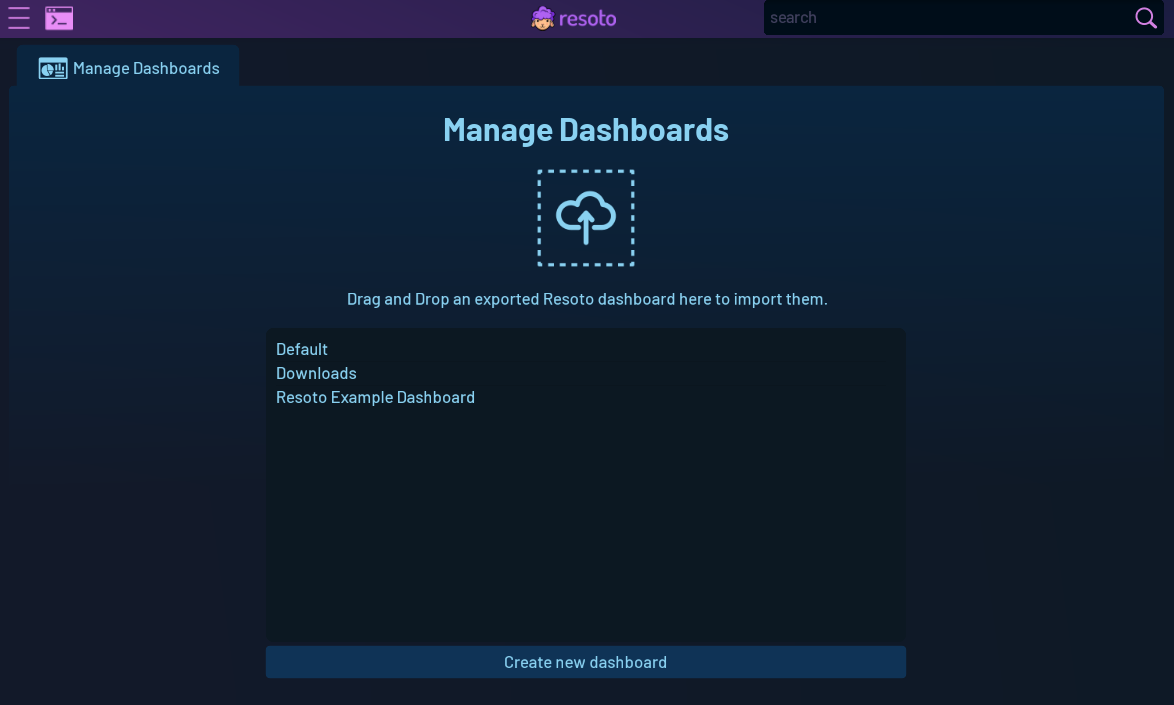 resoto
search
Manage Dashboards
Manage Dashboards
Drag and Drop an exported Resoto dashboard here to import them.
Default
Downloads
Resoto Example Dashboard
Create new dashboard